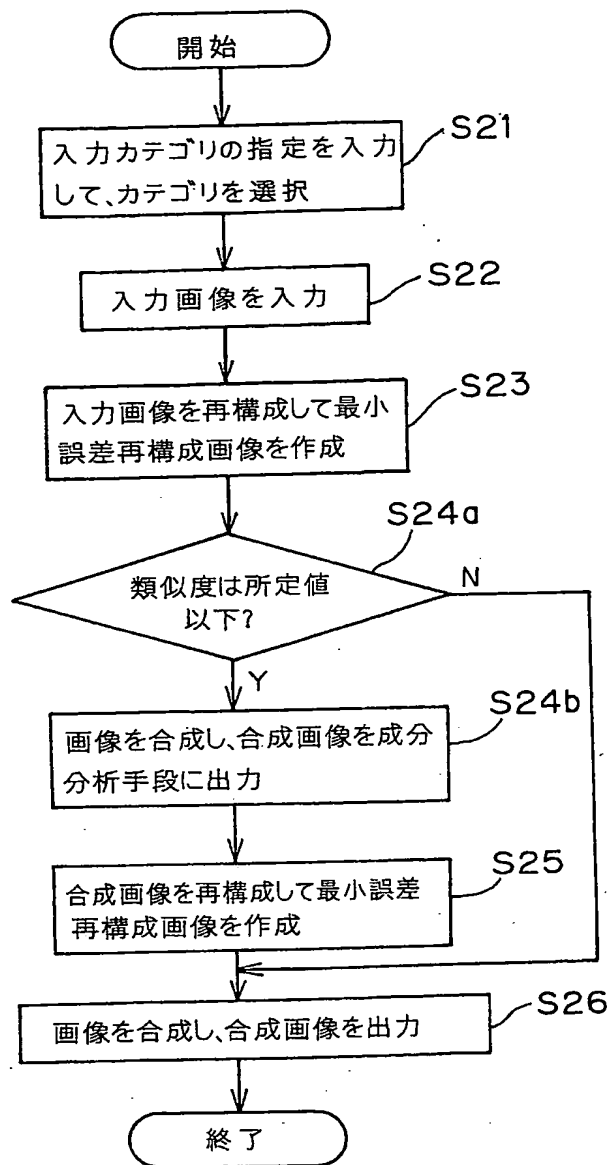 開始
S21
入力カテゴリの指定を入力
して、カテゴリを選択
S22
入力画像を入力
S23
入力画像を再構成して最小
誤差再構成画像を作成
S24a
類似度は所定値
以下?
N
Y
S24b
画像を合成し、合成画像を成分
分析手段に出力
S25
合成画像を再構成して最小誤差
再構成画像を作成
S26
画像を合成し、合成画像を出力
終了